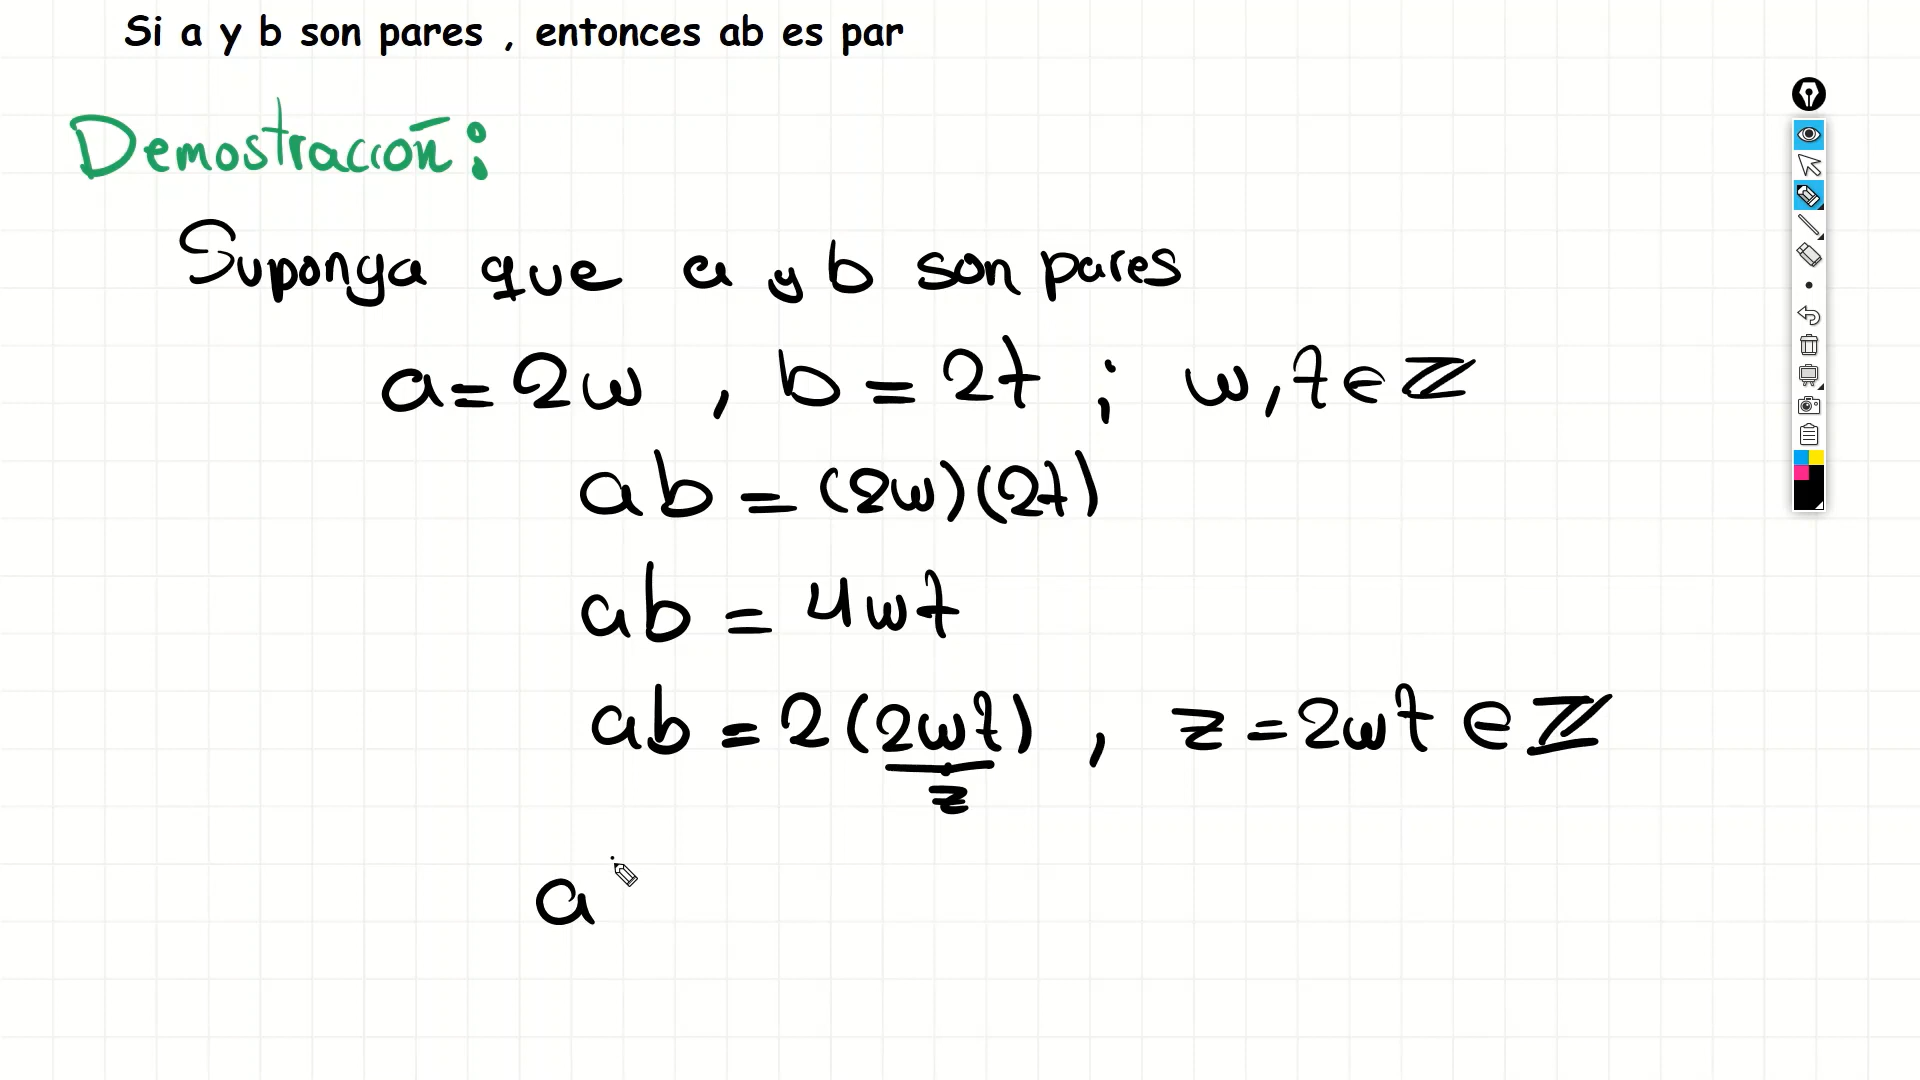 Si a y b son pares , entonces ab es par
Demostración:
Suponga que a y b son pares
a = 2w , b = 2t ; w, t ∈ ℤ
ab = (2w)(2t)
ab = 4wt
ab = 2(2wt) , z = 2wt ∈ ℤ
z
a